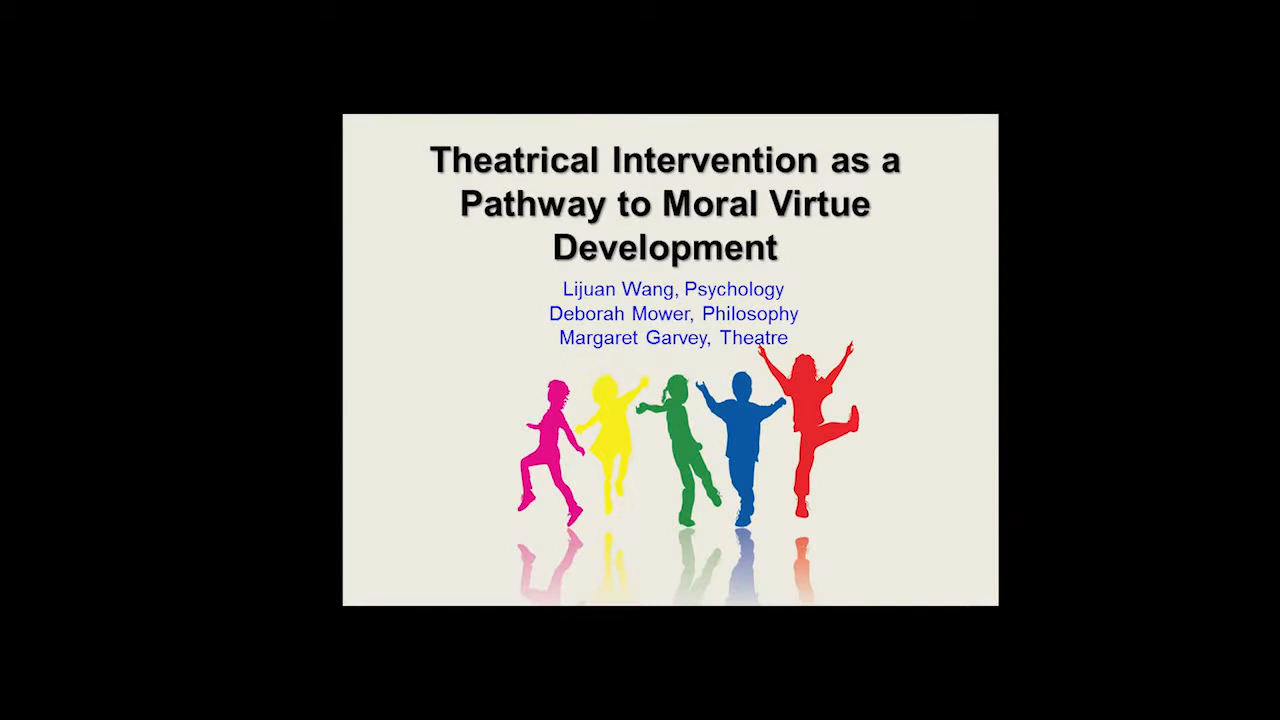 Theatrical Intervention as a
Pathway to Moral Virtue
Development
Lijuan Wang, Psychology
Deborah Mower, Philosophy
Margaret Garvey, Theatre